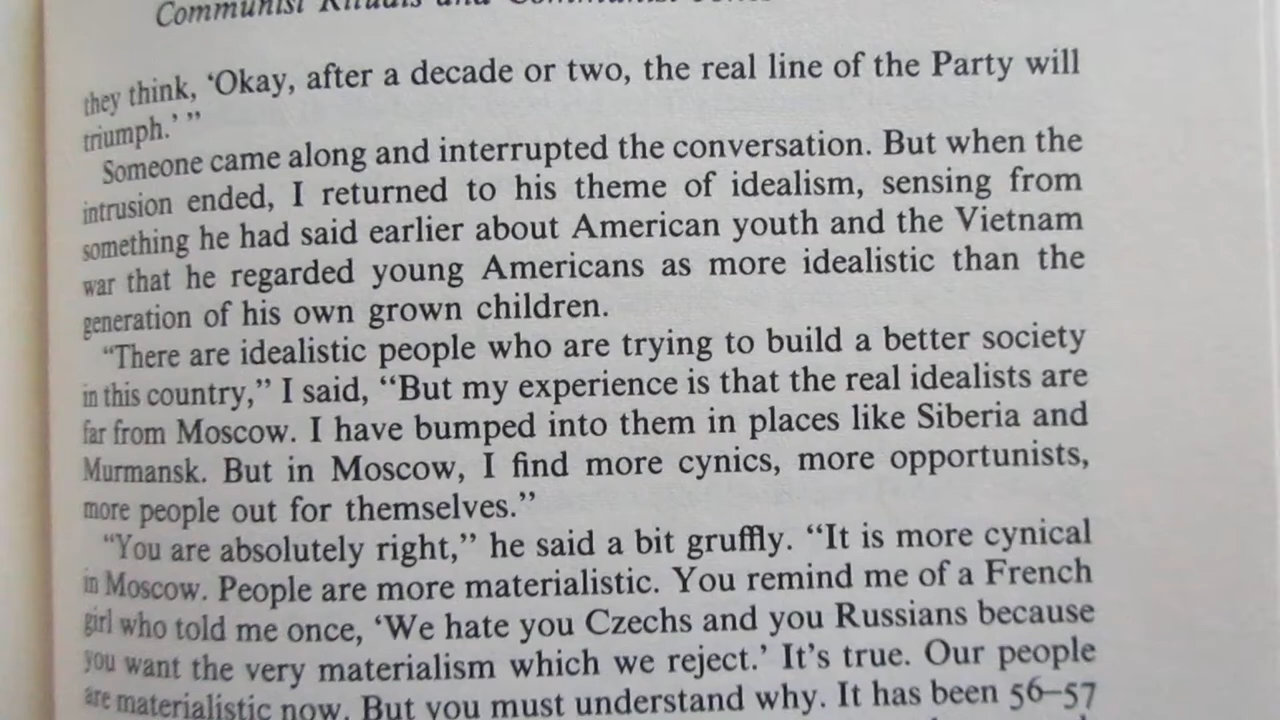 Communist Rituals and Communist
they think, ‘Okay, after a decade or two, the real line of the Party will
triumph.’ ”
Someone came along and interrupted the conversation. But when the
intrusion ended, I returned to his theme of idealism, sensing from
something he had said earlier about American youth and the Vietnam
war that he regarded young Americans as more idealistic than the
generation of his own grown children.
“There are idealistic people who are trying to build a better society
in this country,” I said, “But my experience is that the real idealists are
far from Moscow. I have bumped into them in places like Siberia and
Murmansk. But in Moscow, I find more cynics, more opportunists,
more people out for themselves.”
“You are absolutely right,” he said a bit gruffly. “It is more cynical
in Moscow. People are more materialistic. You remind me of a French
girl who told me once, ‘We hate you Czechs and you Russians because
you want the very materialism which we reject.’ It’s true. Our people
are materialistic now. But you must understand why. It has been 56–57